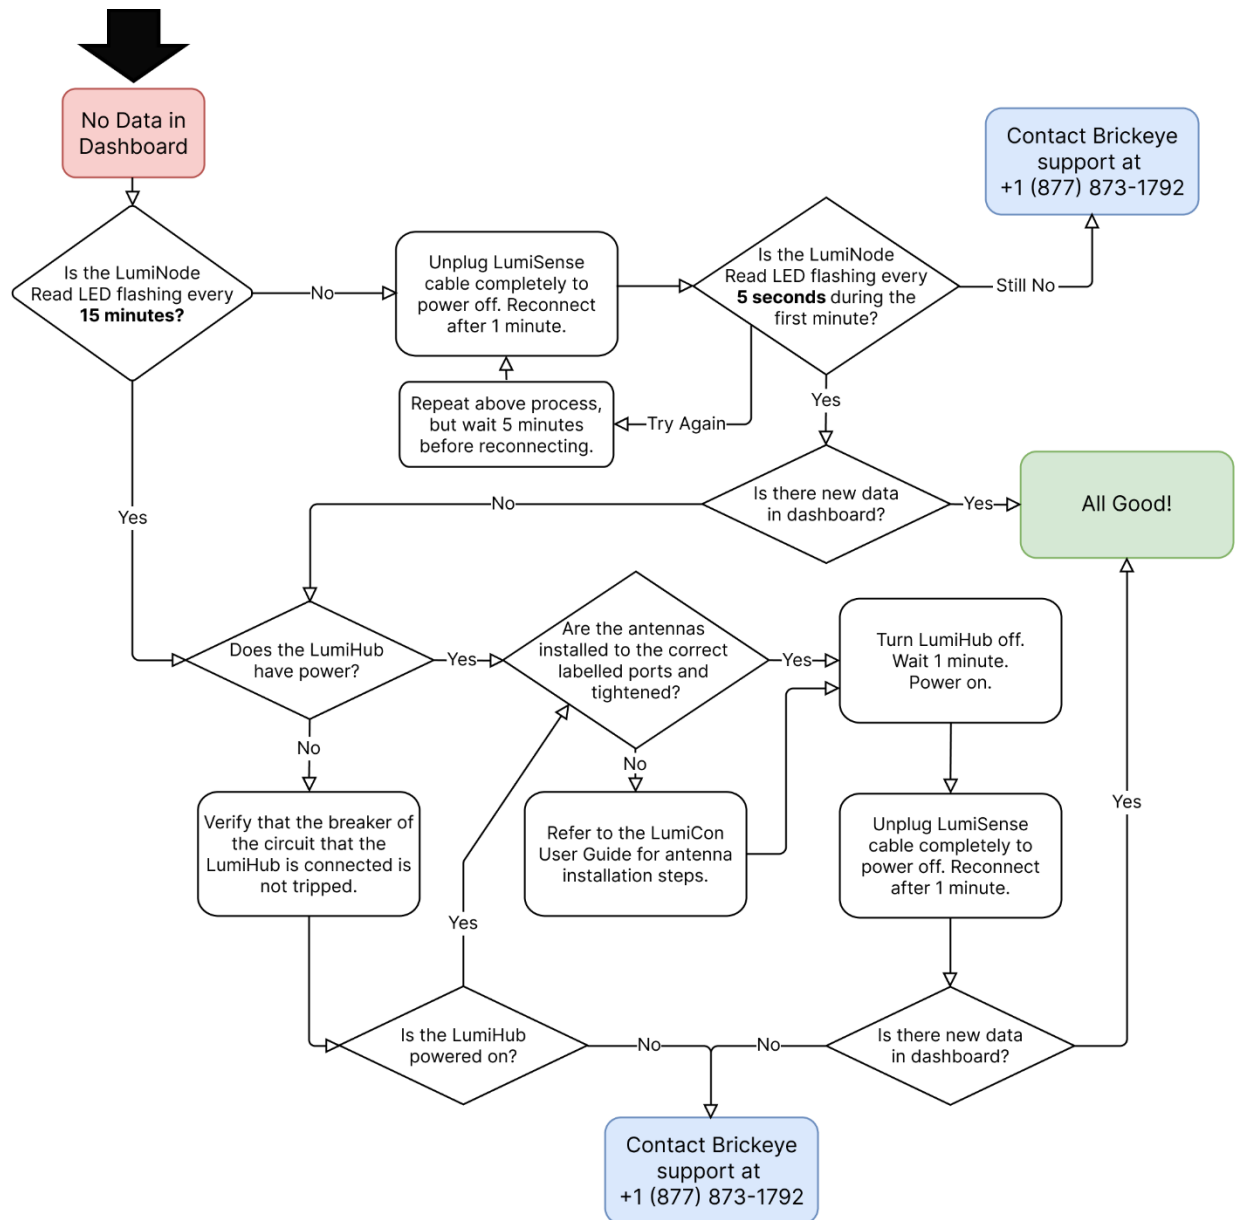 No Data in
Dashboard
Contact Brickeye
support at
+1 (877) 873-1792
Is the LumiNode
Read LED flashing every
15 minutes?
No
Unplug LumiSense
cable completely to
power off. Reconnect
after 1 minute.
Is the LumiNode
Read LED flashing every
5 seconds during the
first minute?
Still No
Repeat above process,
but wait 5 minutes
before reconnecting.
Try Again
Yes
Yes
No
Is there new data
in dashboard?
Yes
All Good!
Does the LumiHub
have power?
Yes
Are the antennas
installed to the correct
labelled ports and
tightened?
Yes
Turn LumiHub off.
Wait 1 minute.
Power on.
No
No
Verify that the breaker of
the circuit that the
LumiHub is connected is
not tripped.
Refer to the LumiCon
User Guide for antenna
installation steps.
Unplug LumiSense
cable completely to
power off. Reconnect
after 1 minute.
Yes
Yes
Is the LumiHub
powered on?
No
No
Is there new data
in dashboard?
Contact Brickeye
support at
+1 (877) 873-1792